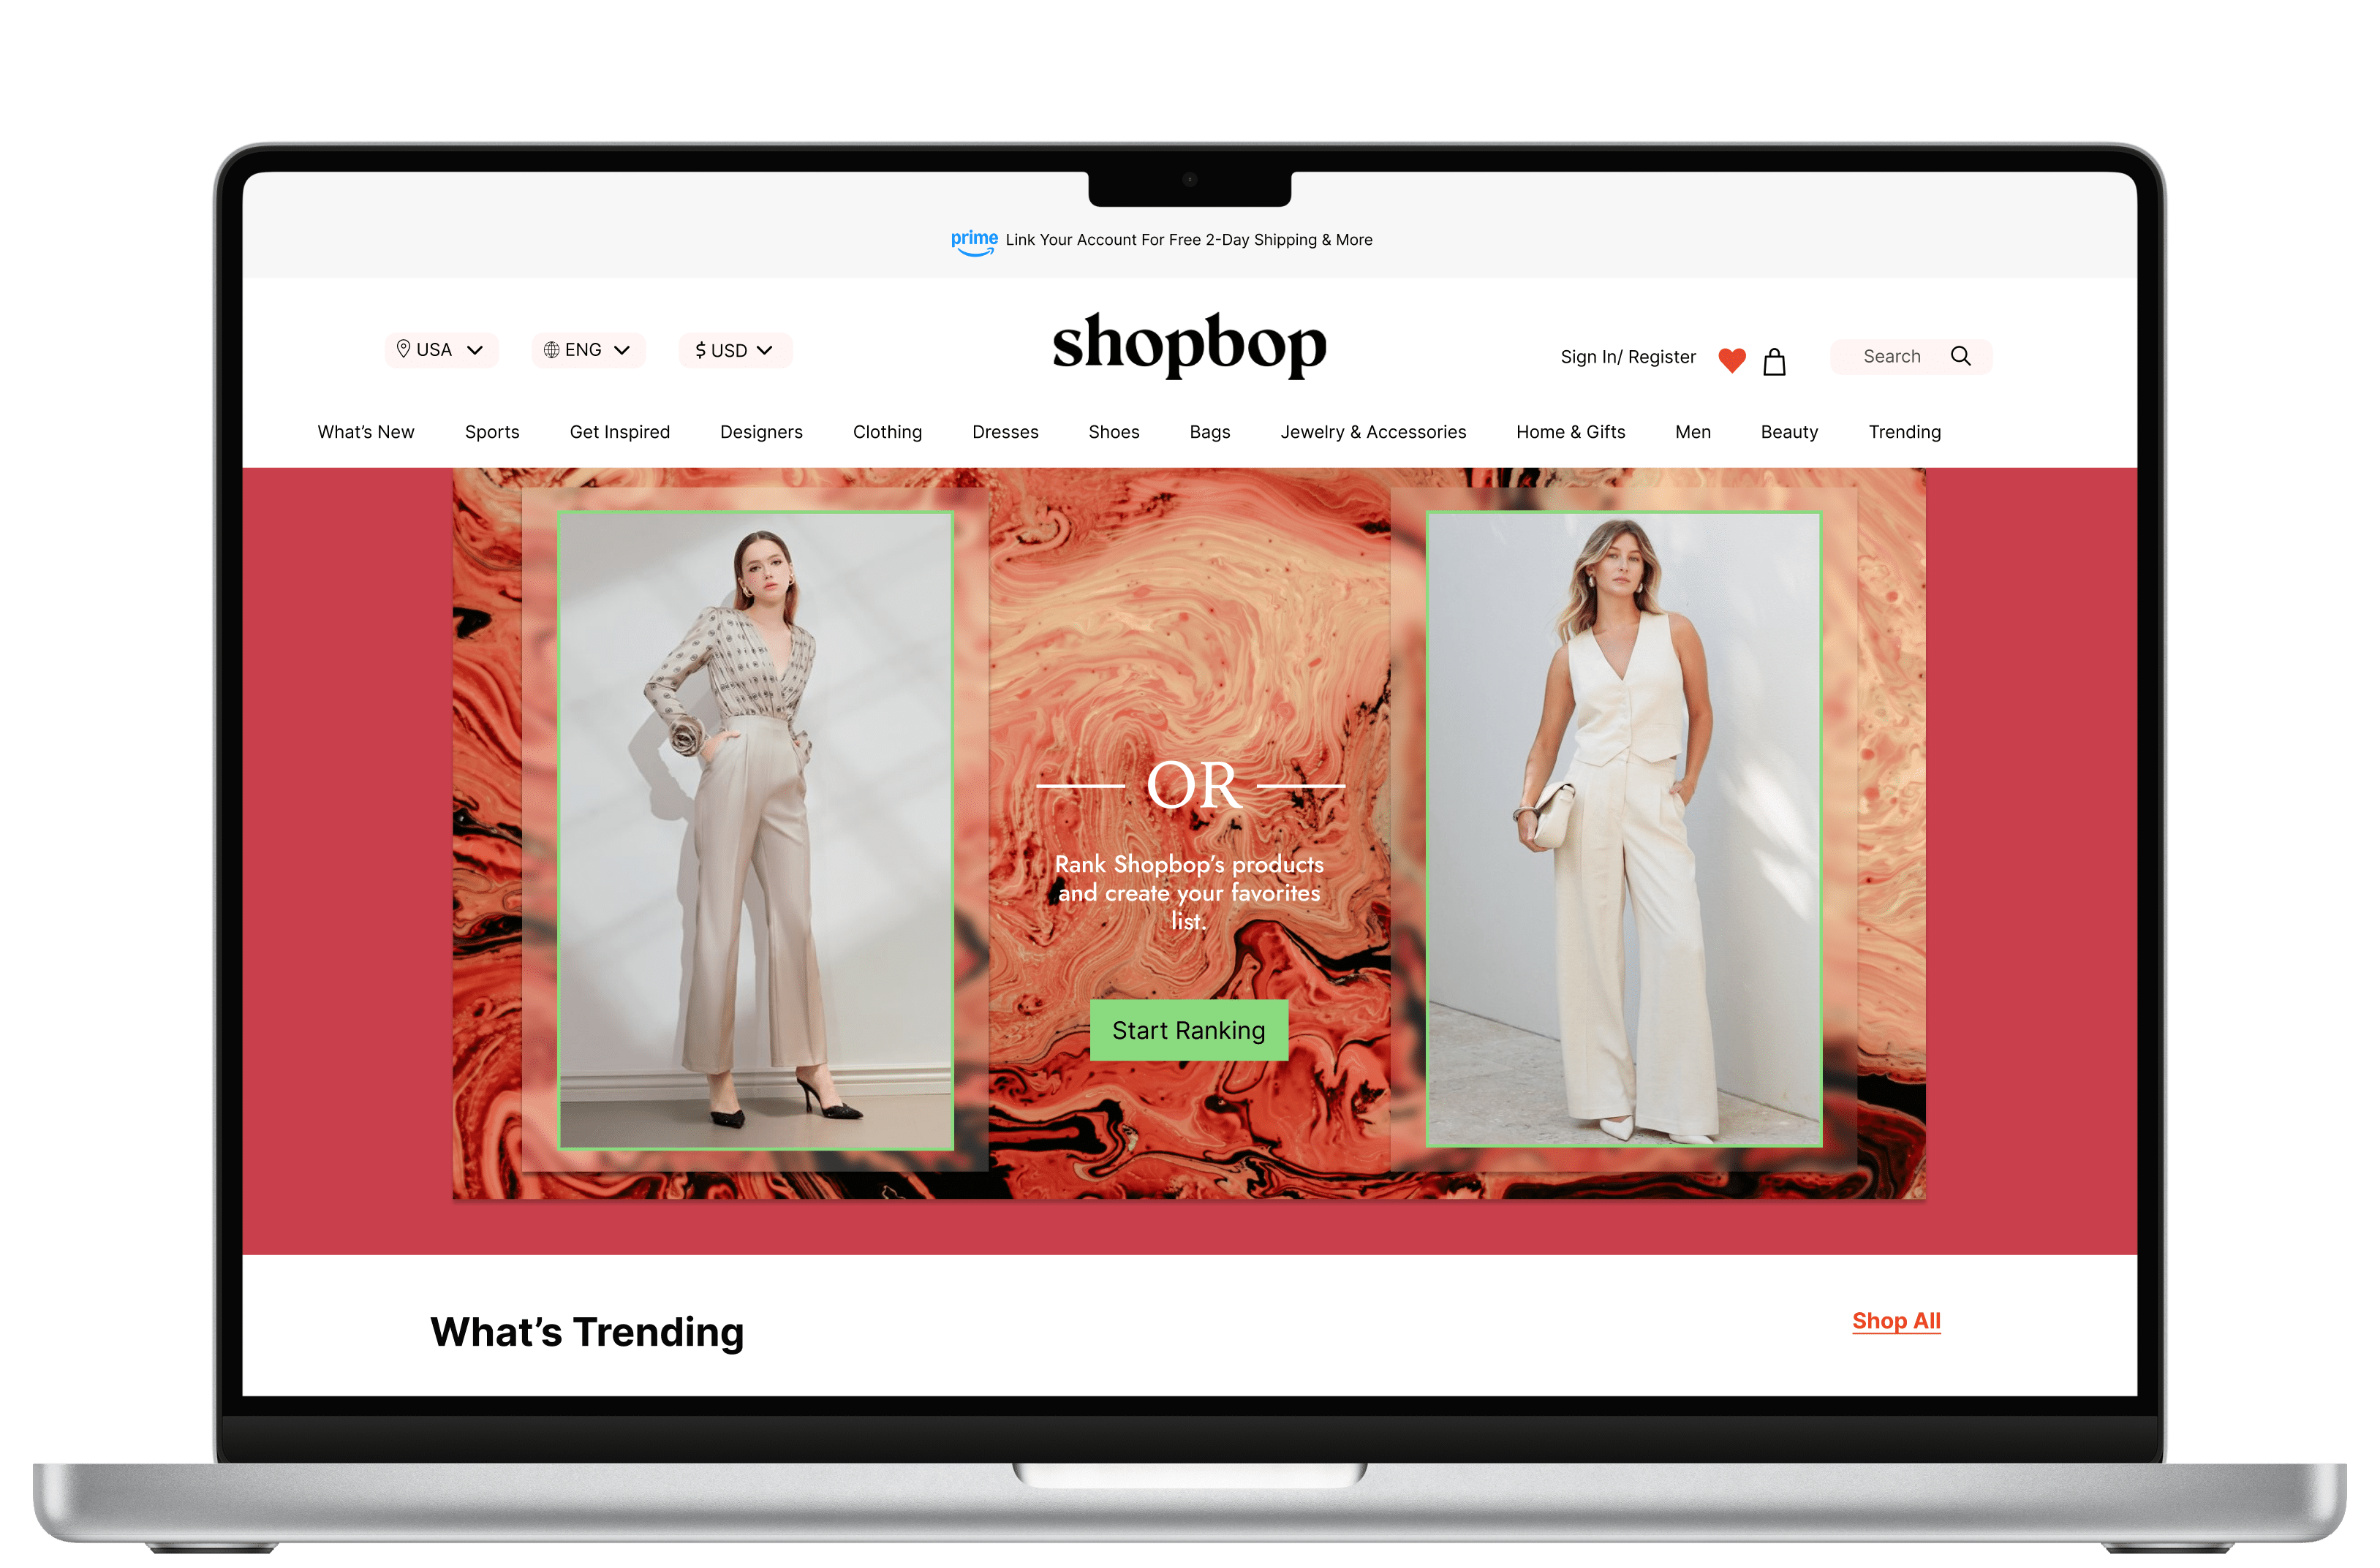 prime Link Your Account For Free 2-Day Shipping & More
USA ENG $ USD
shopbop
Sign In/ Register Search
What’s New Sports Get Inspired Designers Clothing Dresses Shoes Bags Jewelry & Accessories Home & Gifts Men Beauty Trending
OR
Rank Shopbop’s products
and create your favorites
list.
Start Ranking
What’s Trending
Shop All